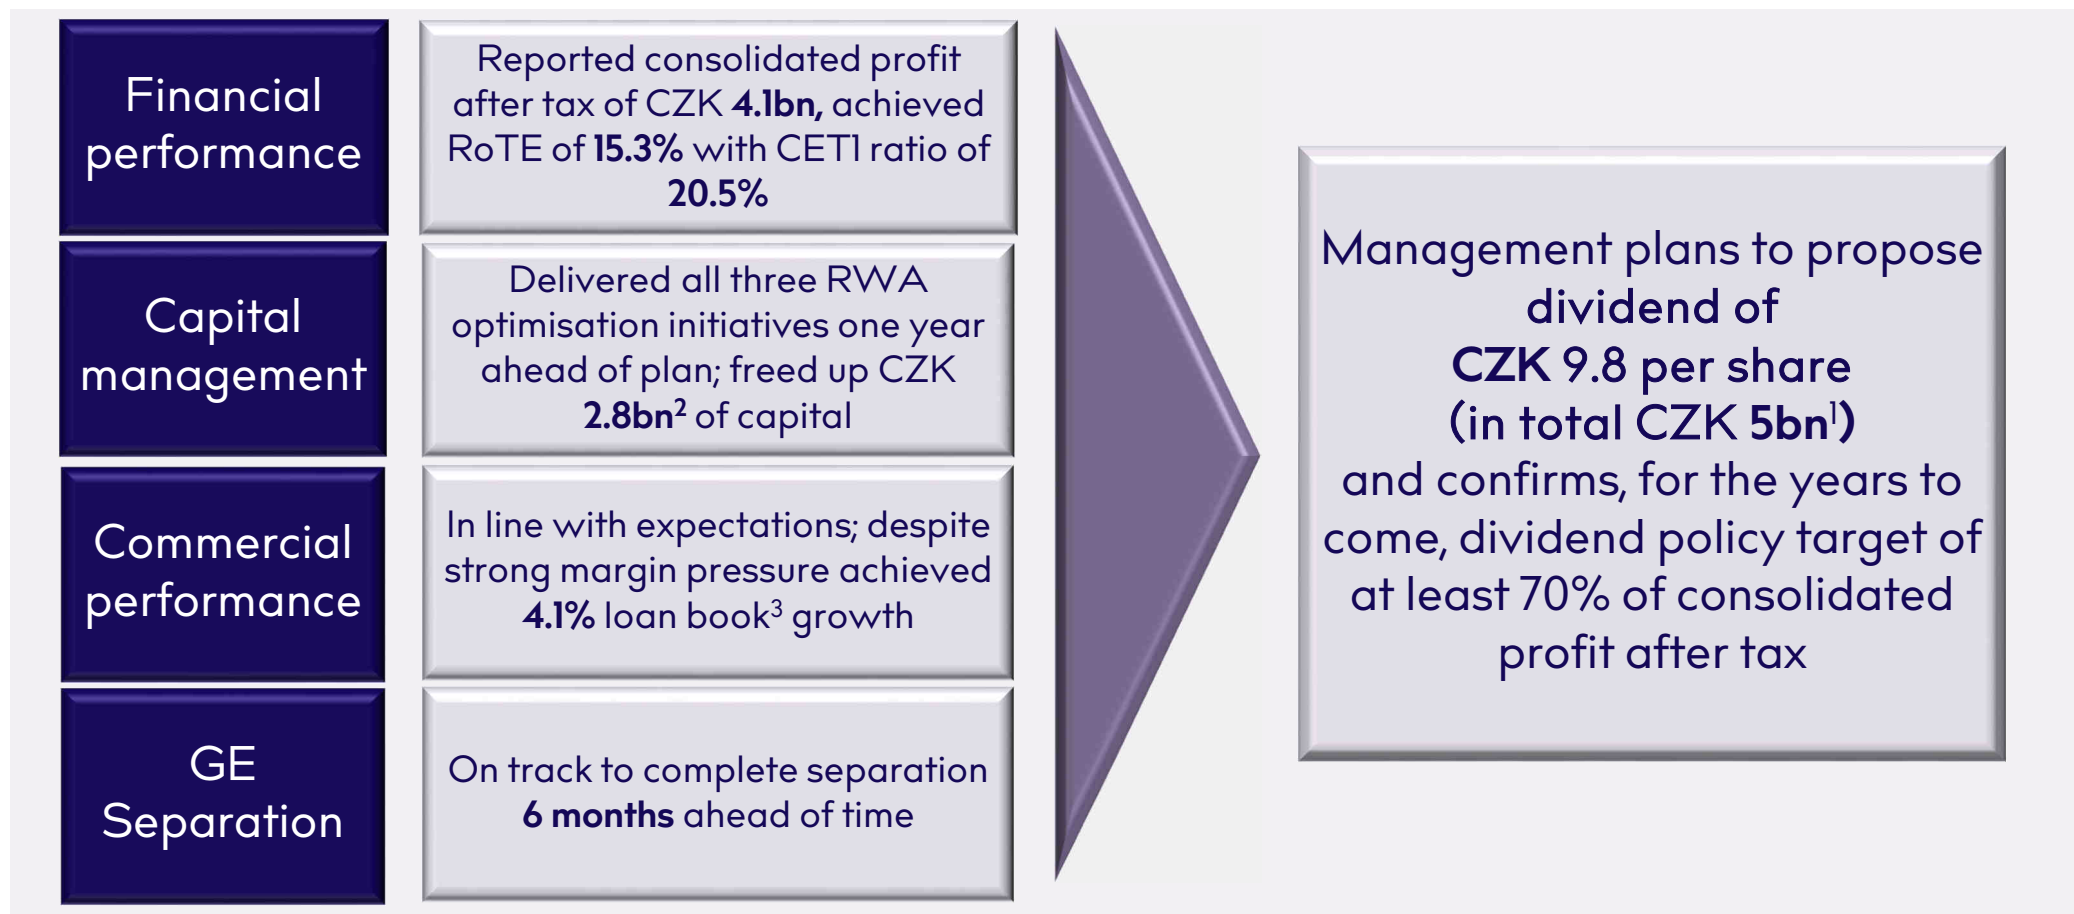 Financial
performance
Reported consolidated profit
after tax of CZK 4.1bn, achieved
RoTE of 15.3% with CET1 ratio of
20.5%
Capital
management
Delivered all three RWA
optimisation initiatives one year
ahead of plan; freed up CZK
2.8bn² of capital
Commercial
performance
In line with expectations; despite
strong margin pressure achieved
4.1% loan book³ growth
GE
Separation
On track to complete separation
6 months ahead of time
Management plans to propose
dividend of
CZK 9.8 per share
(in total CZK 5bn¹)
and confirms, for the years to
come, dividend policy target of
at least 70% of consolidated
profit after tax